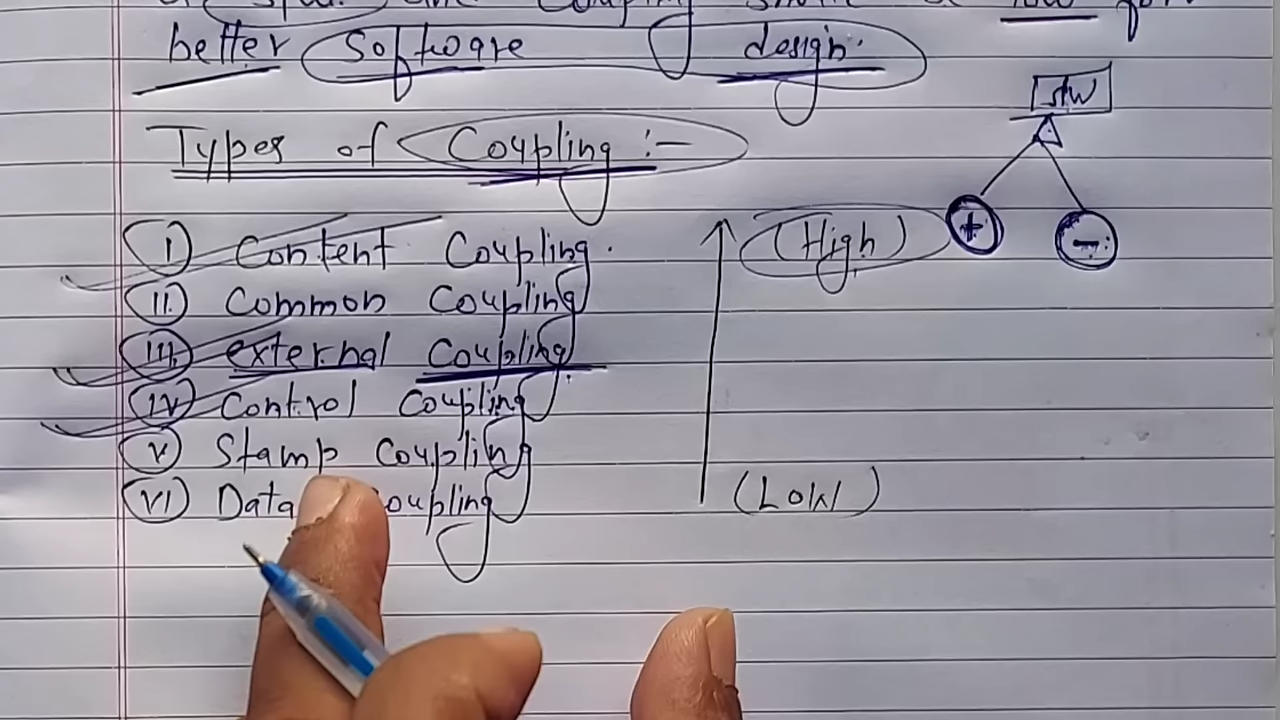 better Software design.
S/W
Types of Coupling :-
+ -
I) Content Coupling. (High)
II. Common Coupling
III. external Coupling.
IV) Control Coupling
V) Stamp Coupling
VI) Data Coupling (Low)